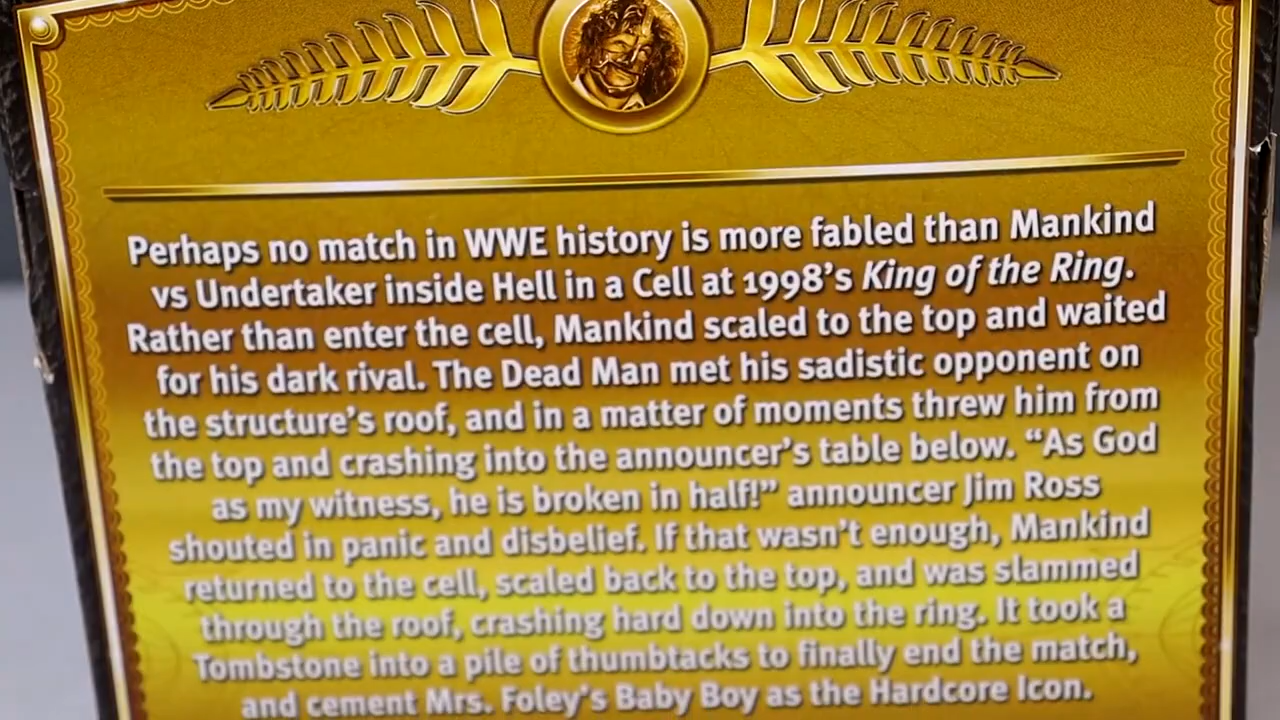 Perhaps no match in WWE history is more fabled than Mankind
vs Undertaker inside Hell in a Cell at 1998's King of the Ring.
Rather than enter the cell, Mankind scaled to the top and waited
for his dark rival. The Dead Man met his sadistic opponent on
the structure's roof, and in a matter of moments threw him from
the top and crashing into the announcer's table below. “As God
as my witness, he is broken in half!” announcer Jim Ross
shouted in panic and disbelief. If that wasn't enough, Mankind
returned to the cell, scaled back to the top, and was slammed
through the roof, crashing hard down into the ring. It took a
Tombstone into a pile of thumbtacks to finally end the match,
and cement Mrs. Foley's Baby Boy as the Hardcore Icon.